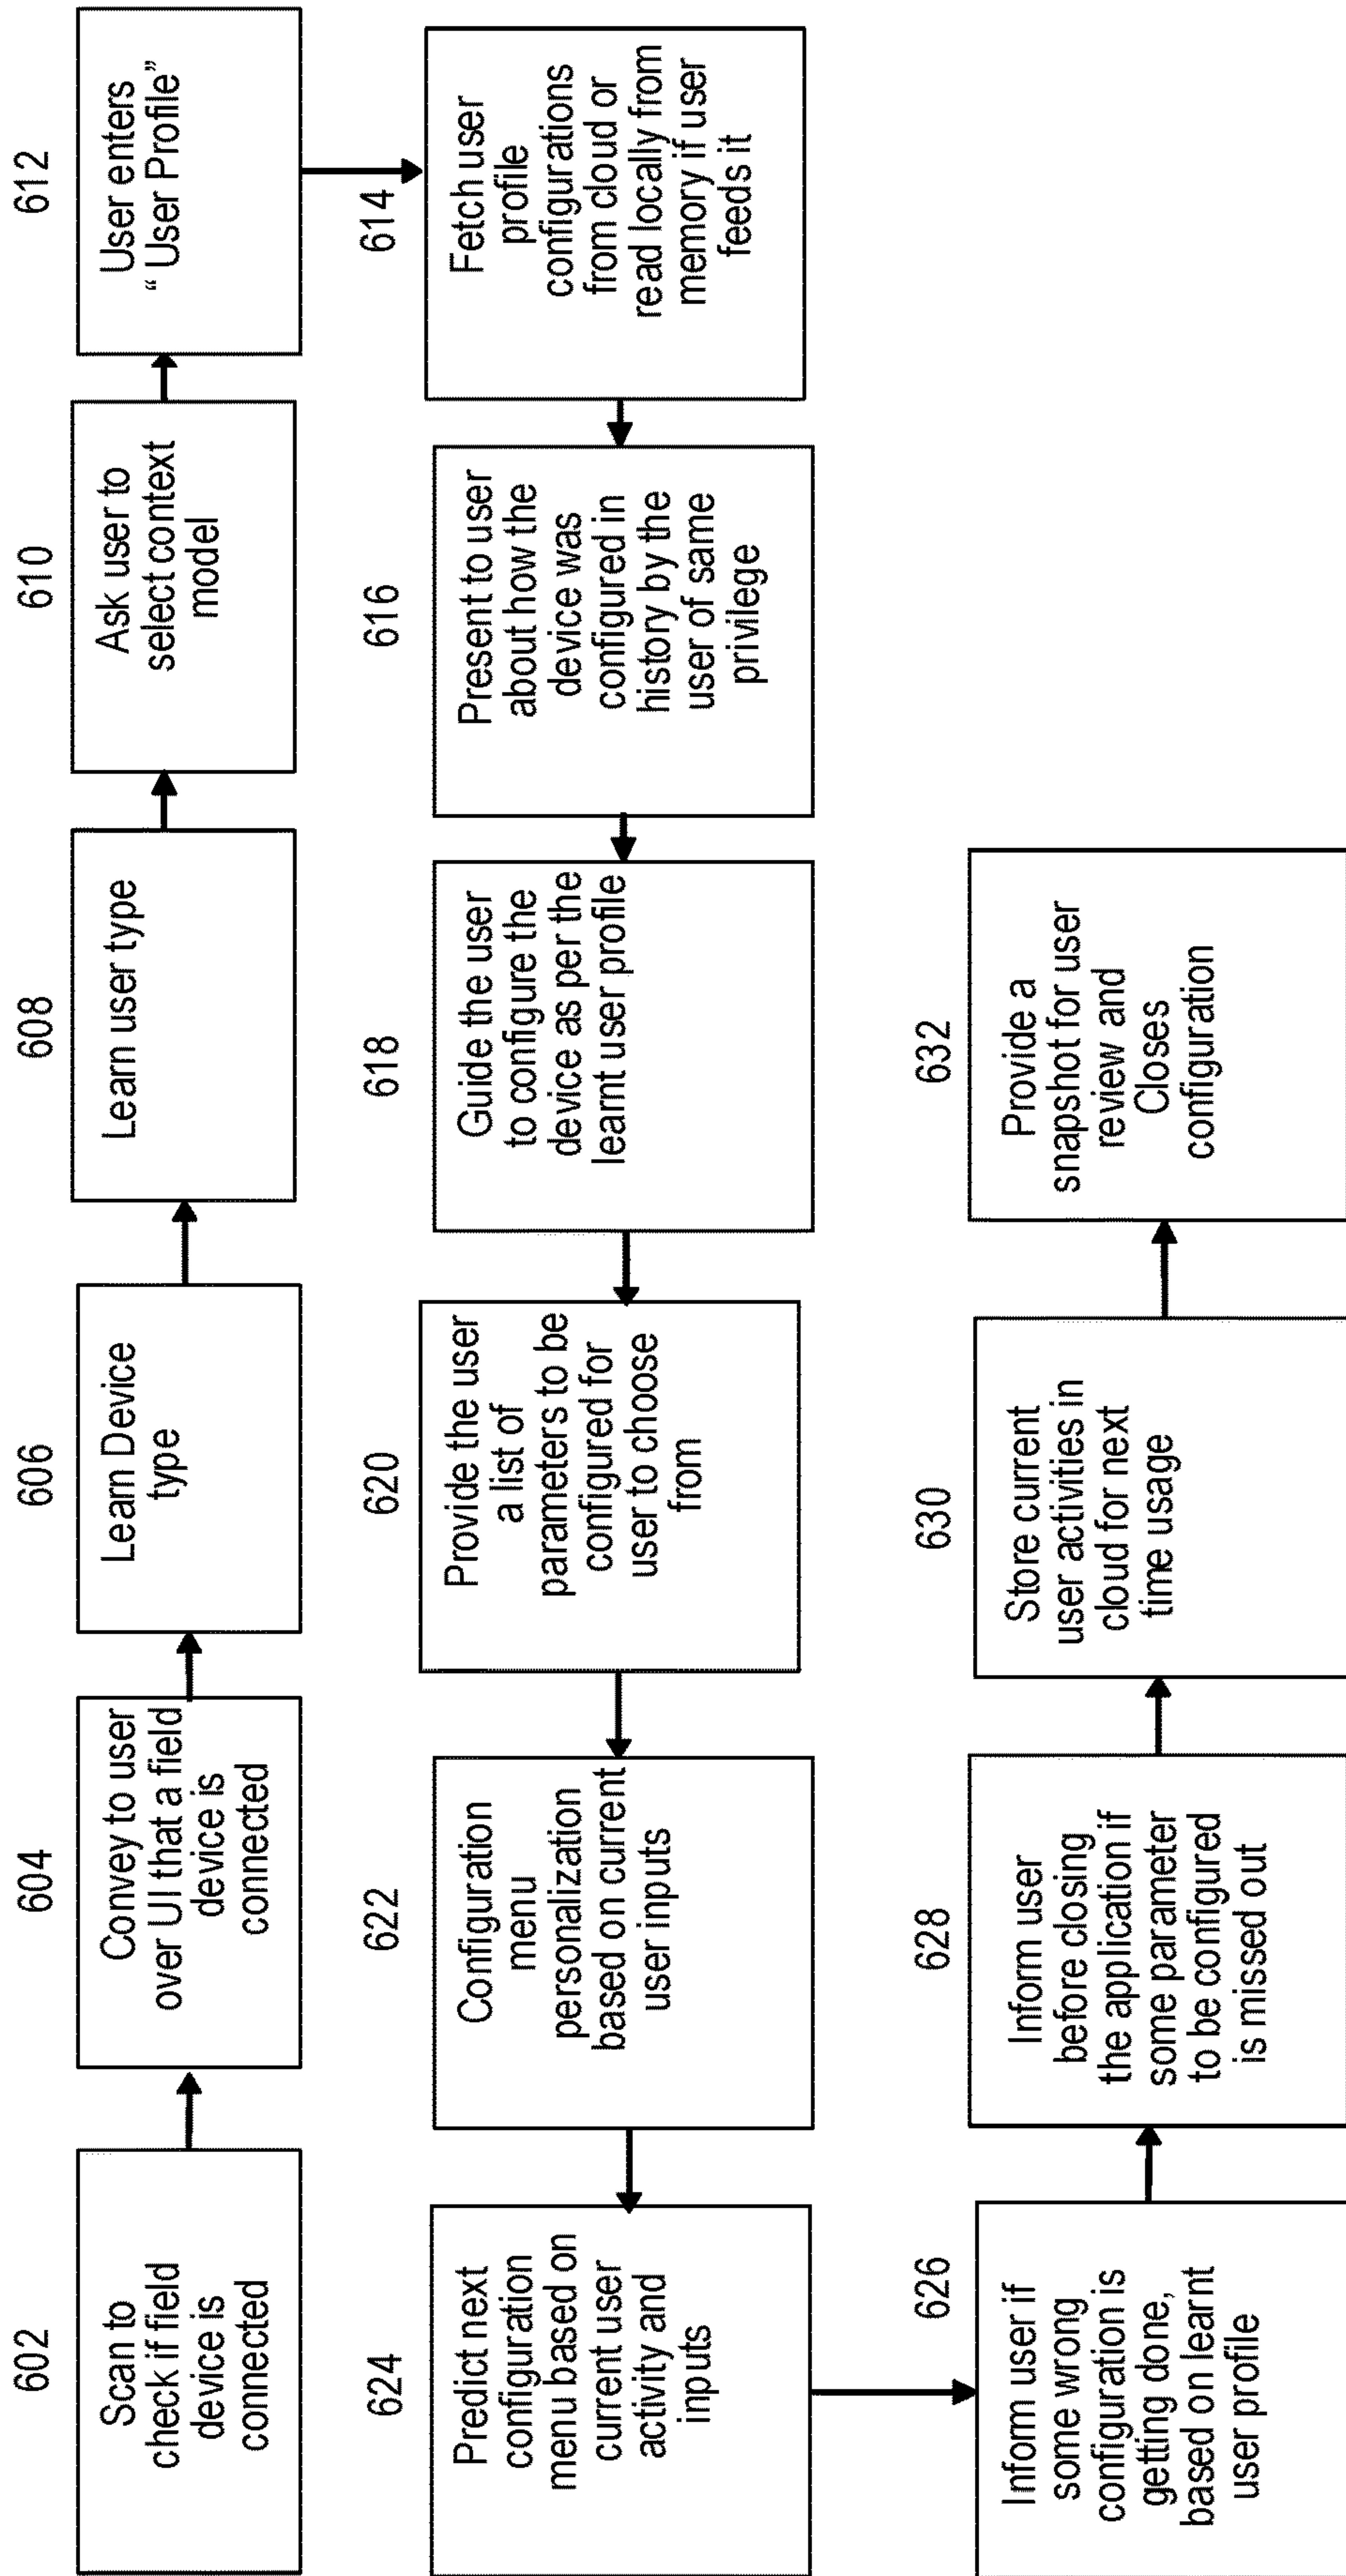 602
Scan to
check if field
device is
connected
604
Convey to user
over UI that a field
device is
connected
606
Learn Device
type
608
Learn user type
610
Ask user to
select context
model
612
User enters
“ User Profile”
614
Fetch user
profile
configurations
from cloud or
read locally from
memory if user
feeds it
616
Present to user
about how the
device was
configured in
history by the
user of same
privilege
618
Guide the user
to configure the
device as per the
learnt user profile
620
Provide the user
a list of
parameters to be
configured for
user to choose
from
622
Configuration
menu
personalization
based on current
user inputs
624
Predict next
configuration
menu based on
current user
activity and
inputs
626
Inform user if
some wrong
configuration is
getting done,
based on learnt
user profile
628
Inform user
before closing
the application if
some parameter
to be configured
is missed out
630
Store current
user activities in
cloud for next
time usage
632
Provide a
snapshot for user
review and
Closes
configuration